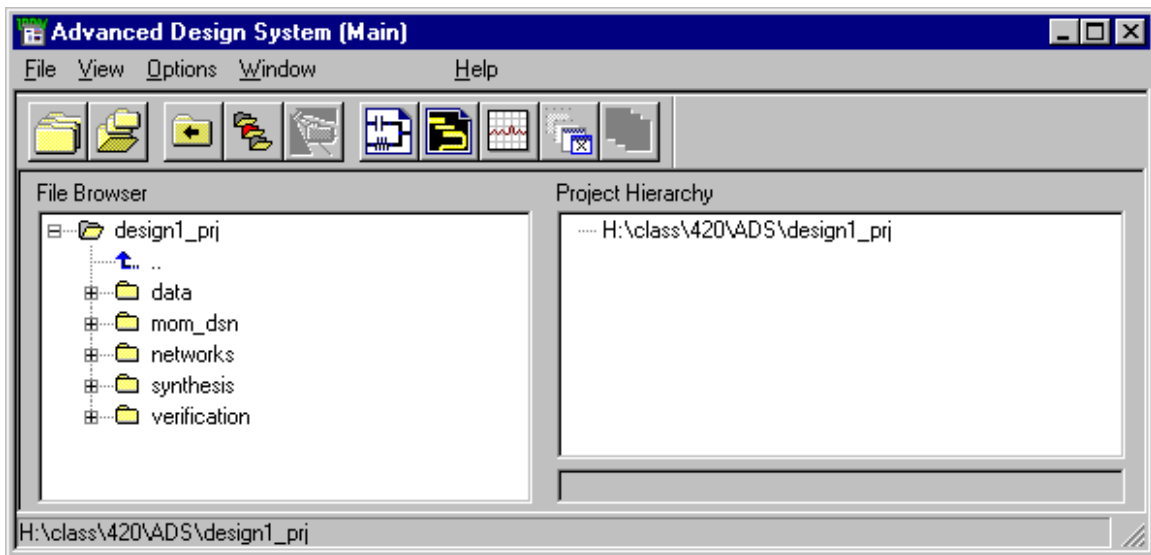 Advanced Design System (Main)
File View Options Window Help
File Browser
design1_prj
..
data
mom_dsn
networks
synthesis
verification
Project Hierarchy
H:\class\420\ADS\design1_prj
H:\class\420\ADS\design1_prj